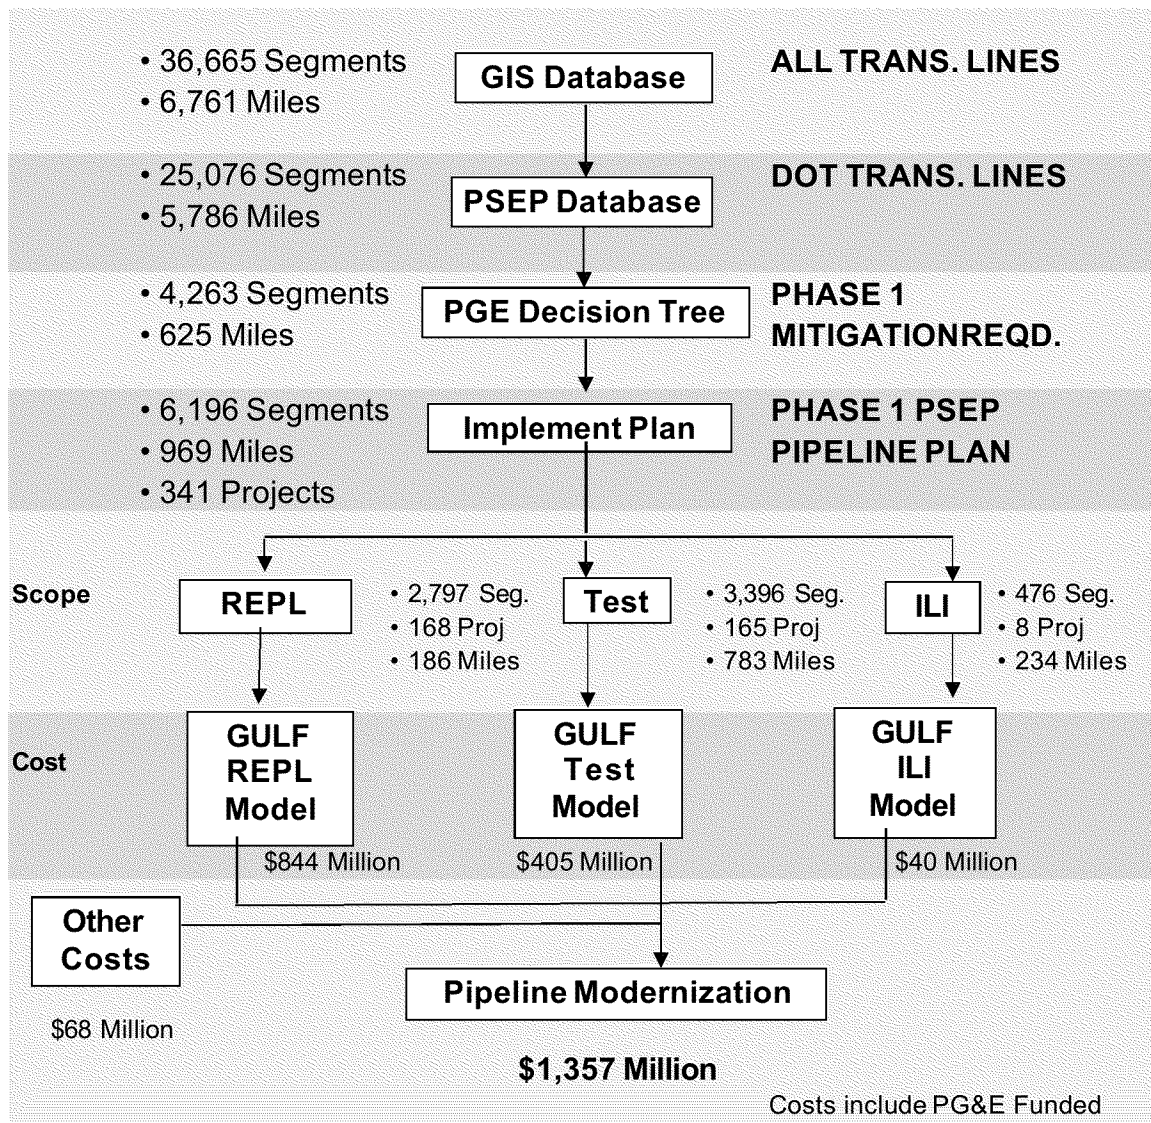 • 36,665 Segments
• 6,761 Miles
GIS Database
ALL TRANS. LINES
• 25,076 Segments
• 5,786 Miles
PSEP Database
DOT TRANS. LINES
• 4,263 Segments
• 625 Miles
PGE Decision Tree
PHASE 1
MITIGATIONREQD.
• 6,196 Segments
• 969 Miles
• 341 Projects
Implement Plan
PHASE 1 PSEP
PIPELINE PLAN
Scope
REPL
• 2,797 Seg.
• 168 Proj
• 186 Miles
Test
• 3,396 Seg.
• 165 Proj
• 783 Miles
ILI
• 476 Seg.
• 8 Proj
• 234 Miles
Cost
GULF
REPL
Model
$844 Million
GULF
Test
Model
$405 Million
GULF
ILI
Model
$40 Million
Other
Costs
$68 Million
Pipeline Modernization
$1,357 Million
Costs include PG&E Funded